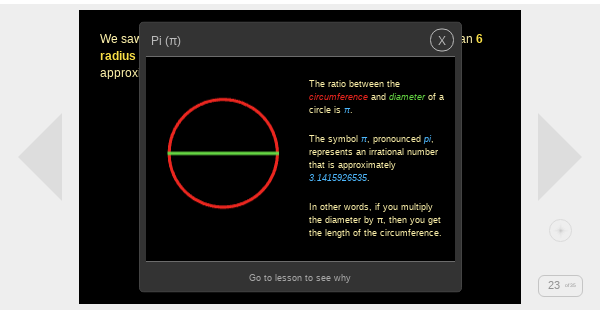 We saw
an 6
radius
approx
Pi (π)
X
The ratio between the
circumference and diameter of a
circle is π.
The symbol π, pronounced pi,
represents an irrational number
that is approximately
3.1415926535.
In other words, if you multiply
the diameter by π, then you get
the length of the circumference.
Go to lesson to see why
23